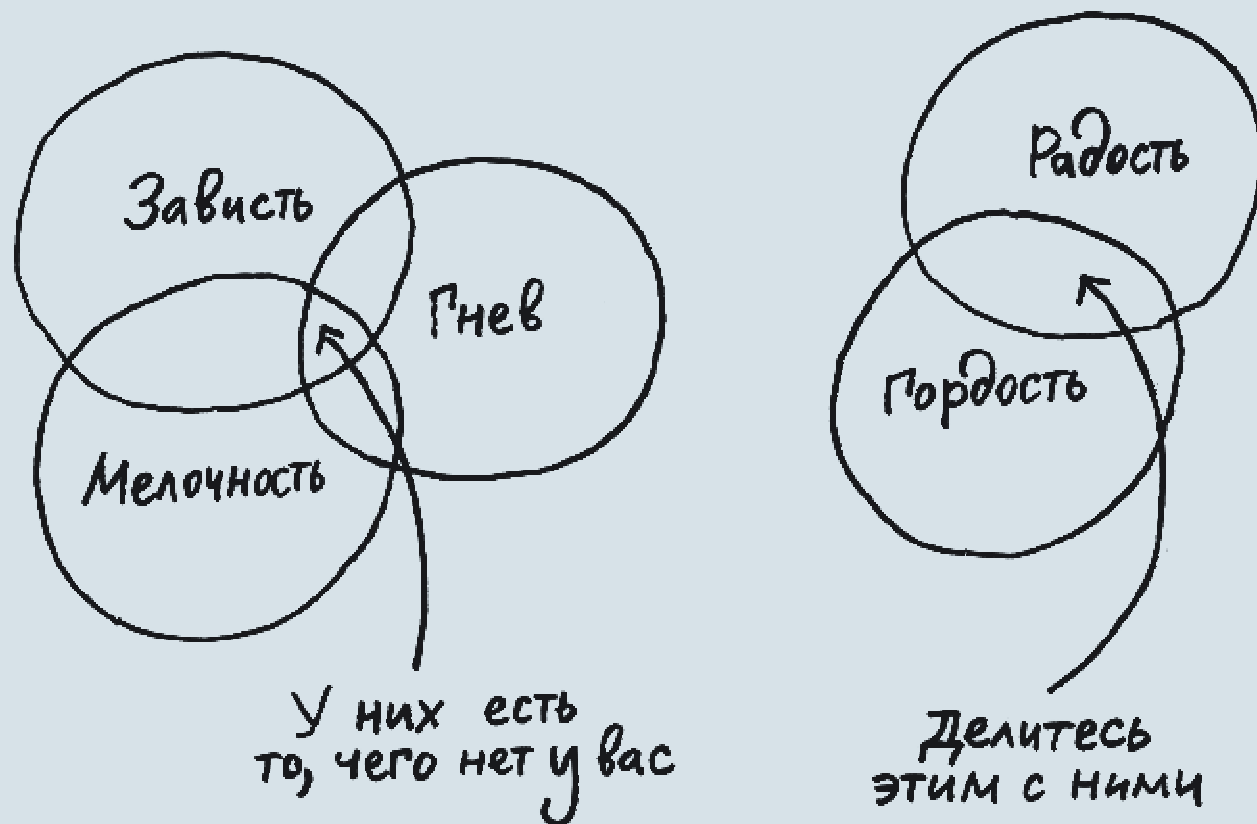 Зависть
Гнев
Мелочность
У них есть
то, чего нет у вас
Радость
Гордость
Делитесь
этим с ними